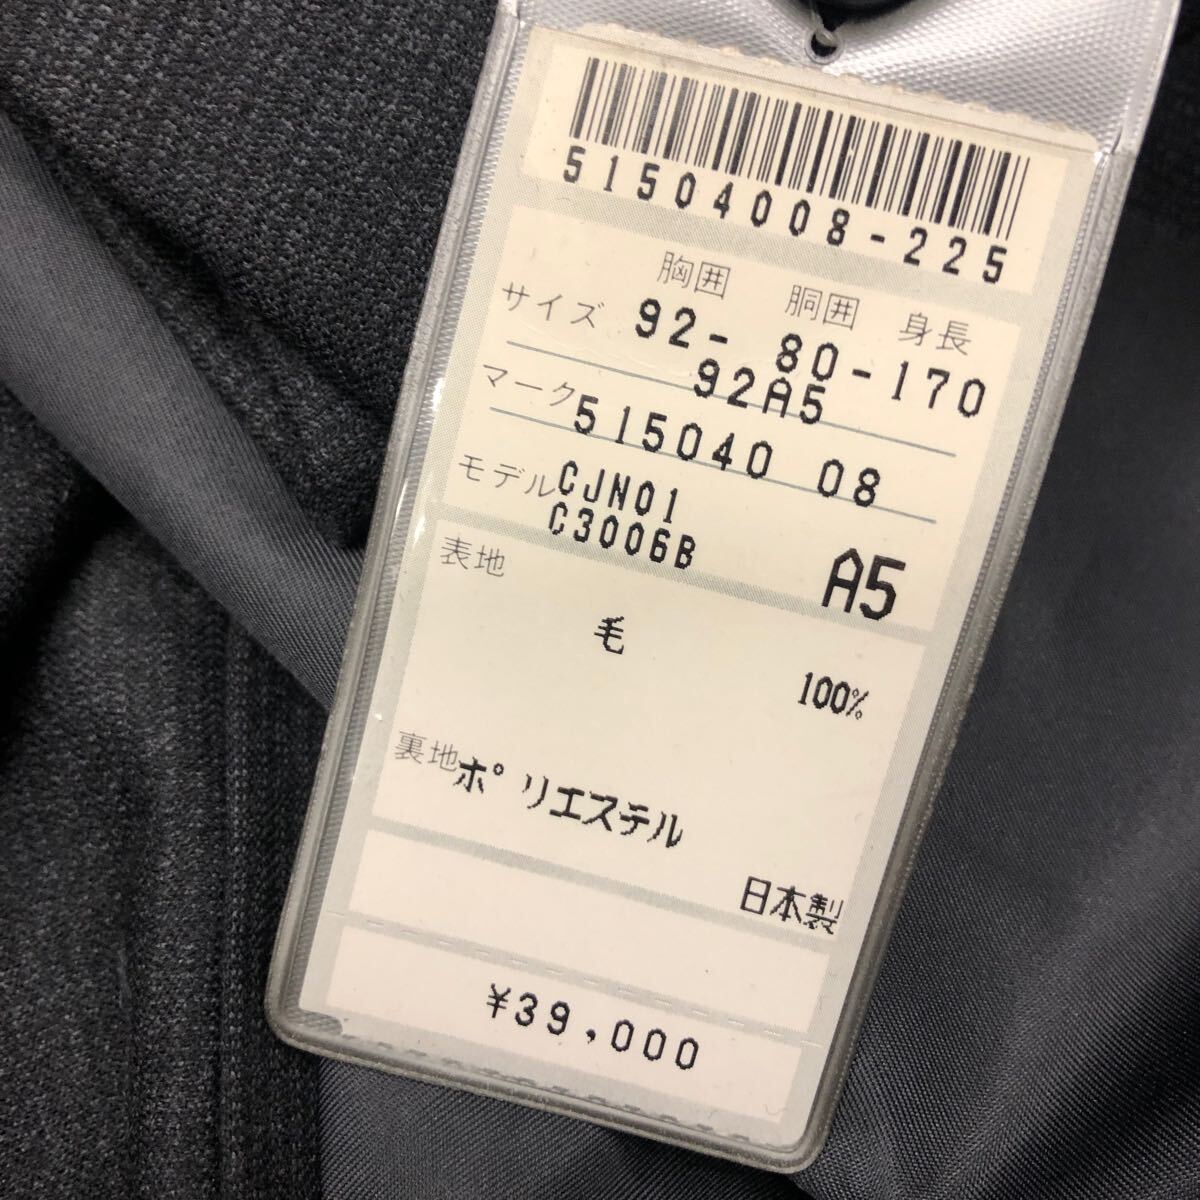 51504008-225
胸囲 胴囲 身長
サイズ 92- 80-170
92A5
マーク 515040 08
モデル CJN01
C3006B A5
表地
毛 100%
裏地 ポリエステル
日本製
¥39,000